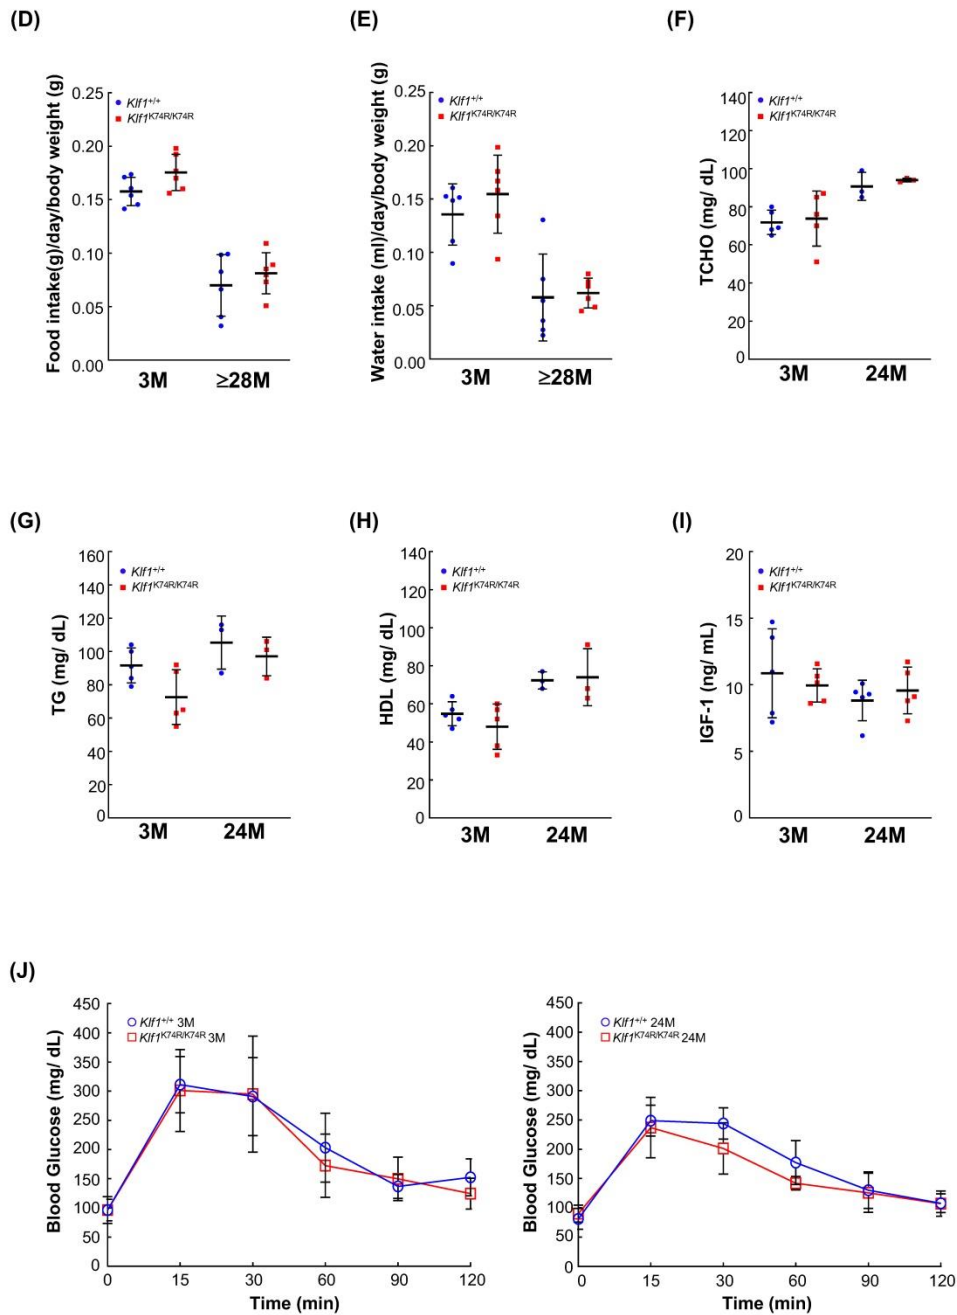 (D)
Food intake(g)/day/body weight (g)
0.25
0.20
0.15
0.10
0.05
0.00
Klf1+/+
Klf1K74R/K74R
3M
≥28M
(E)
Water intake (ml)/day/body weight (g)
0.25
0.20
0.15
0.10
0.05
0.00
Klf1+/+
Klf1K74R/K74R
3M
≥28M
(F)
TCHO (mg/ dL)
140
120
100
80
60
40
20
0
Klf1+/+
Klf1K74R/K74R
3M
24M
(G)
TG (mg/ dL)
160
140
120
100
80
60
40
20
0
Klf1+/+
Klf1K74R/K74R
3M
24M
(H)
HDL (mg/ dL)
140
120
100
80
60
40
20
0
Klf1+/+
Klf1K74R/K74R
3M
24M
(I)
IGF-1 (ng/ mL)
20
15
10
5
0
Klf1+/+
Klf1K74R/K74R
3M
24M
(J)
Blood Glucose (mg/ dL)
450
400
350
300
250
200
150
100
50
0
Klf1+/+ 3M
Klf1K74R/K74R 3M
0 15 30 60 90 120
Time (min)
Blood Glucose (mg/ dL)
450
400
350
300
250
200
150
100
50
0
Klf1+/+ 24M
Klf1K74R/K74R 24M
0 15 30 60 90 120
Time (min)